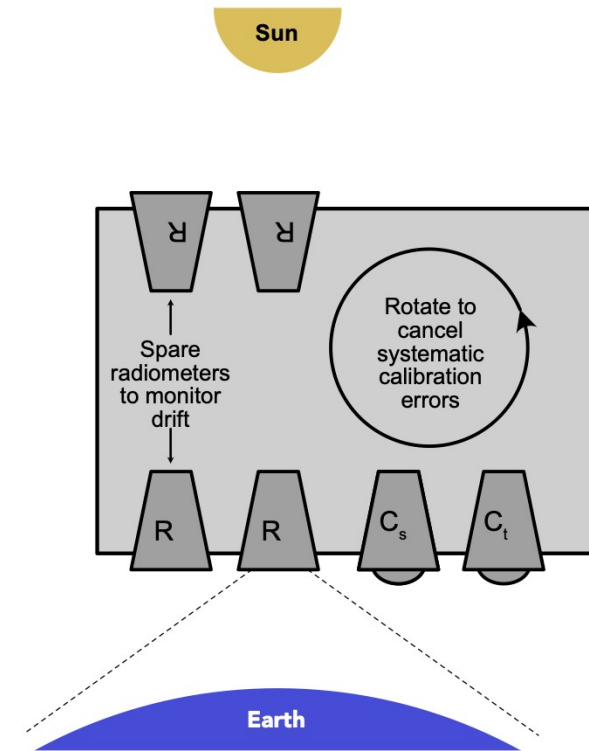 Sun
R
R
Rotate to
cancel
systematic
calibration
errors
Spare
radiometers
to monitor
drift
R
R
Cs
Ct
Earth